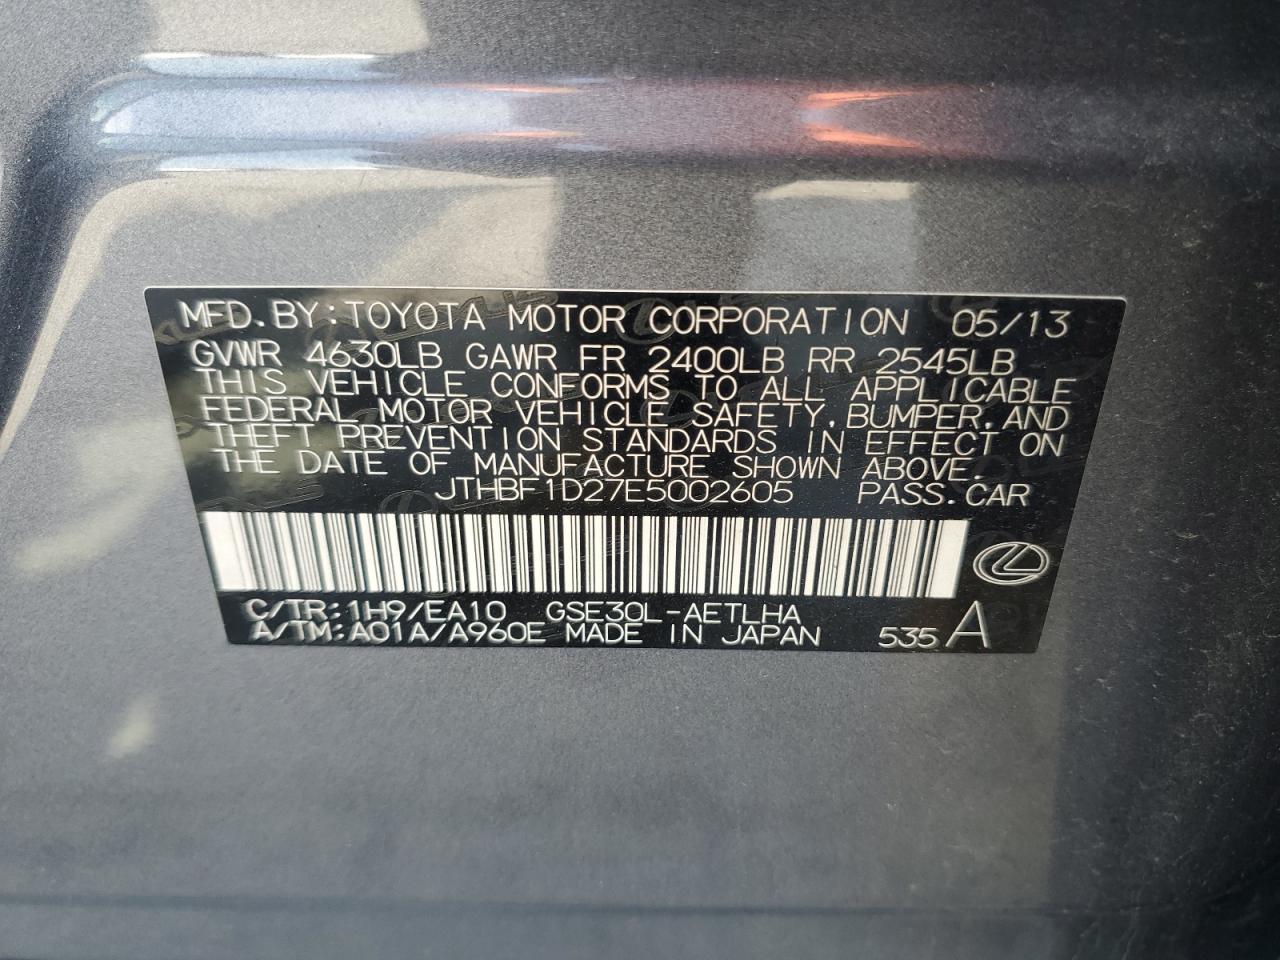 MFD. BY: TOYOTA MOTOR CORPORATION 05/13
GVWR 4630LB GAWR FR 2400LB RR 2545LB
THIS VEHICLE CONFORMS TO ALL APPLICABLE
FEDERAL MOTOR VEHICLE SAFETY, BUMPER, AND
THEFT PREVENTION STANDARDS IN EFFECT ON
THE DATE OF MANUFACTURE SHOWN ABOVE.
JTHBF1D27E5002605 PASS. CAR
C/TR: 1H9/EA10 GSE30L-AETLHA
A/TM: A01A/A960E MADE IN JAPAN 535 A